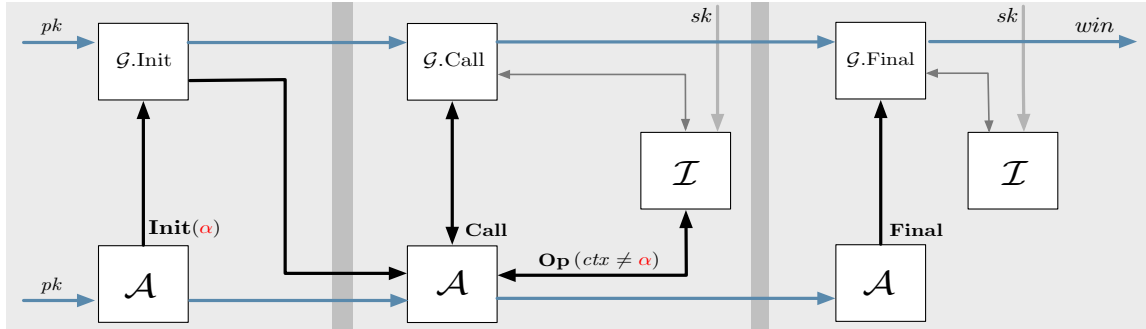 pk
𝒢.Init
𝒢.Call
sk
𝒢.Final
sk
win
ℐ
ℐ
Init(α)
Call
Final
Op (ctx ≠ α)
pk
𝒜
𝒜
𝒜